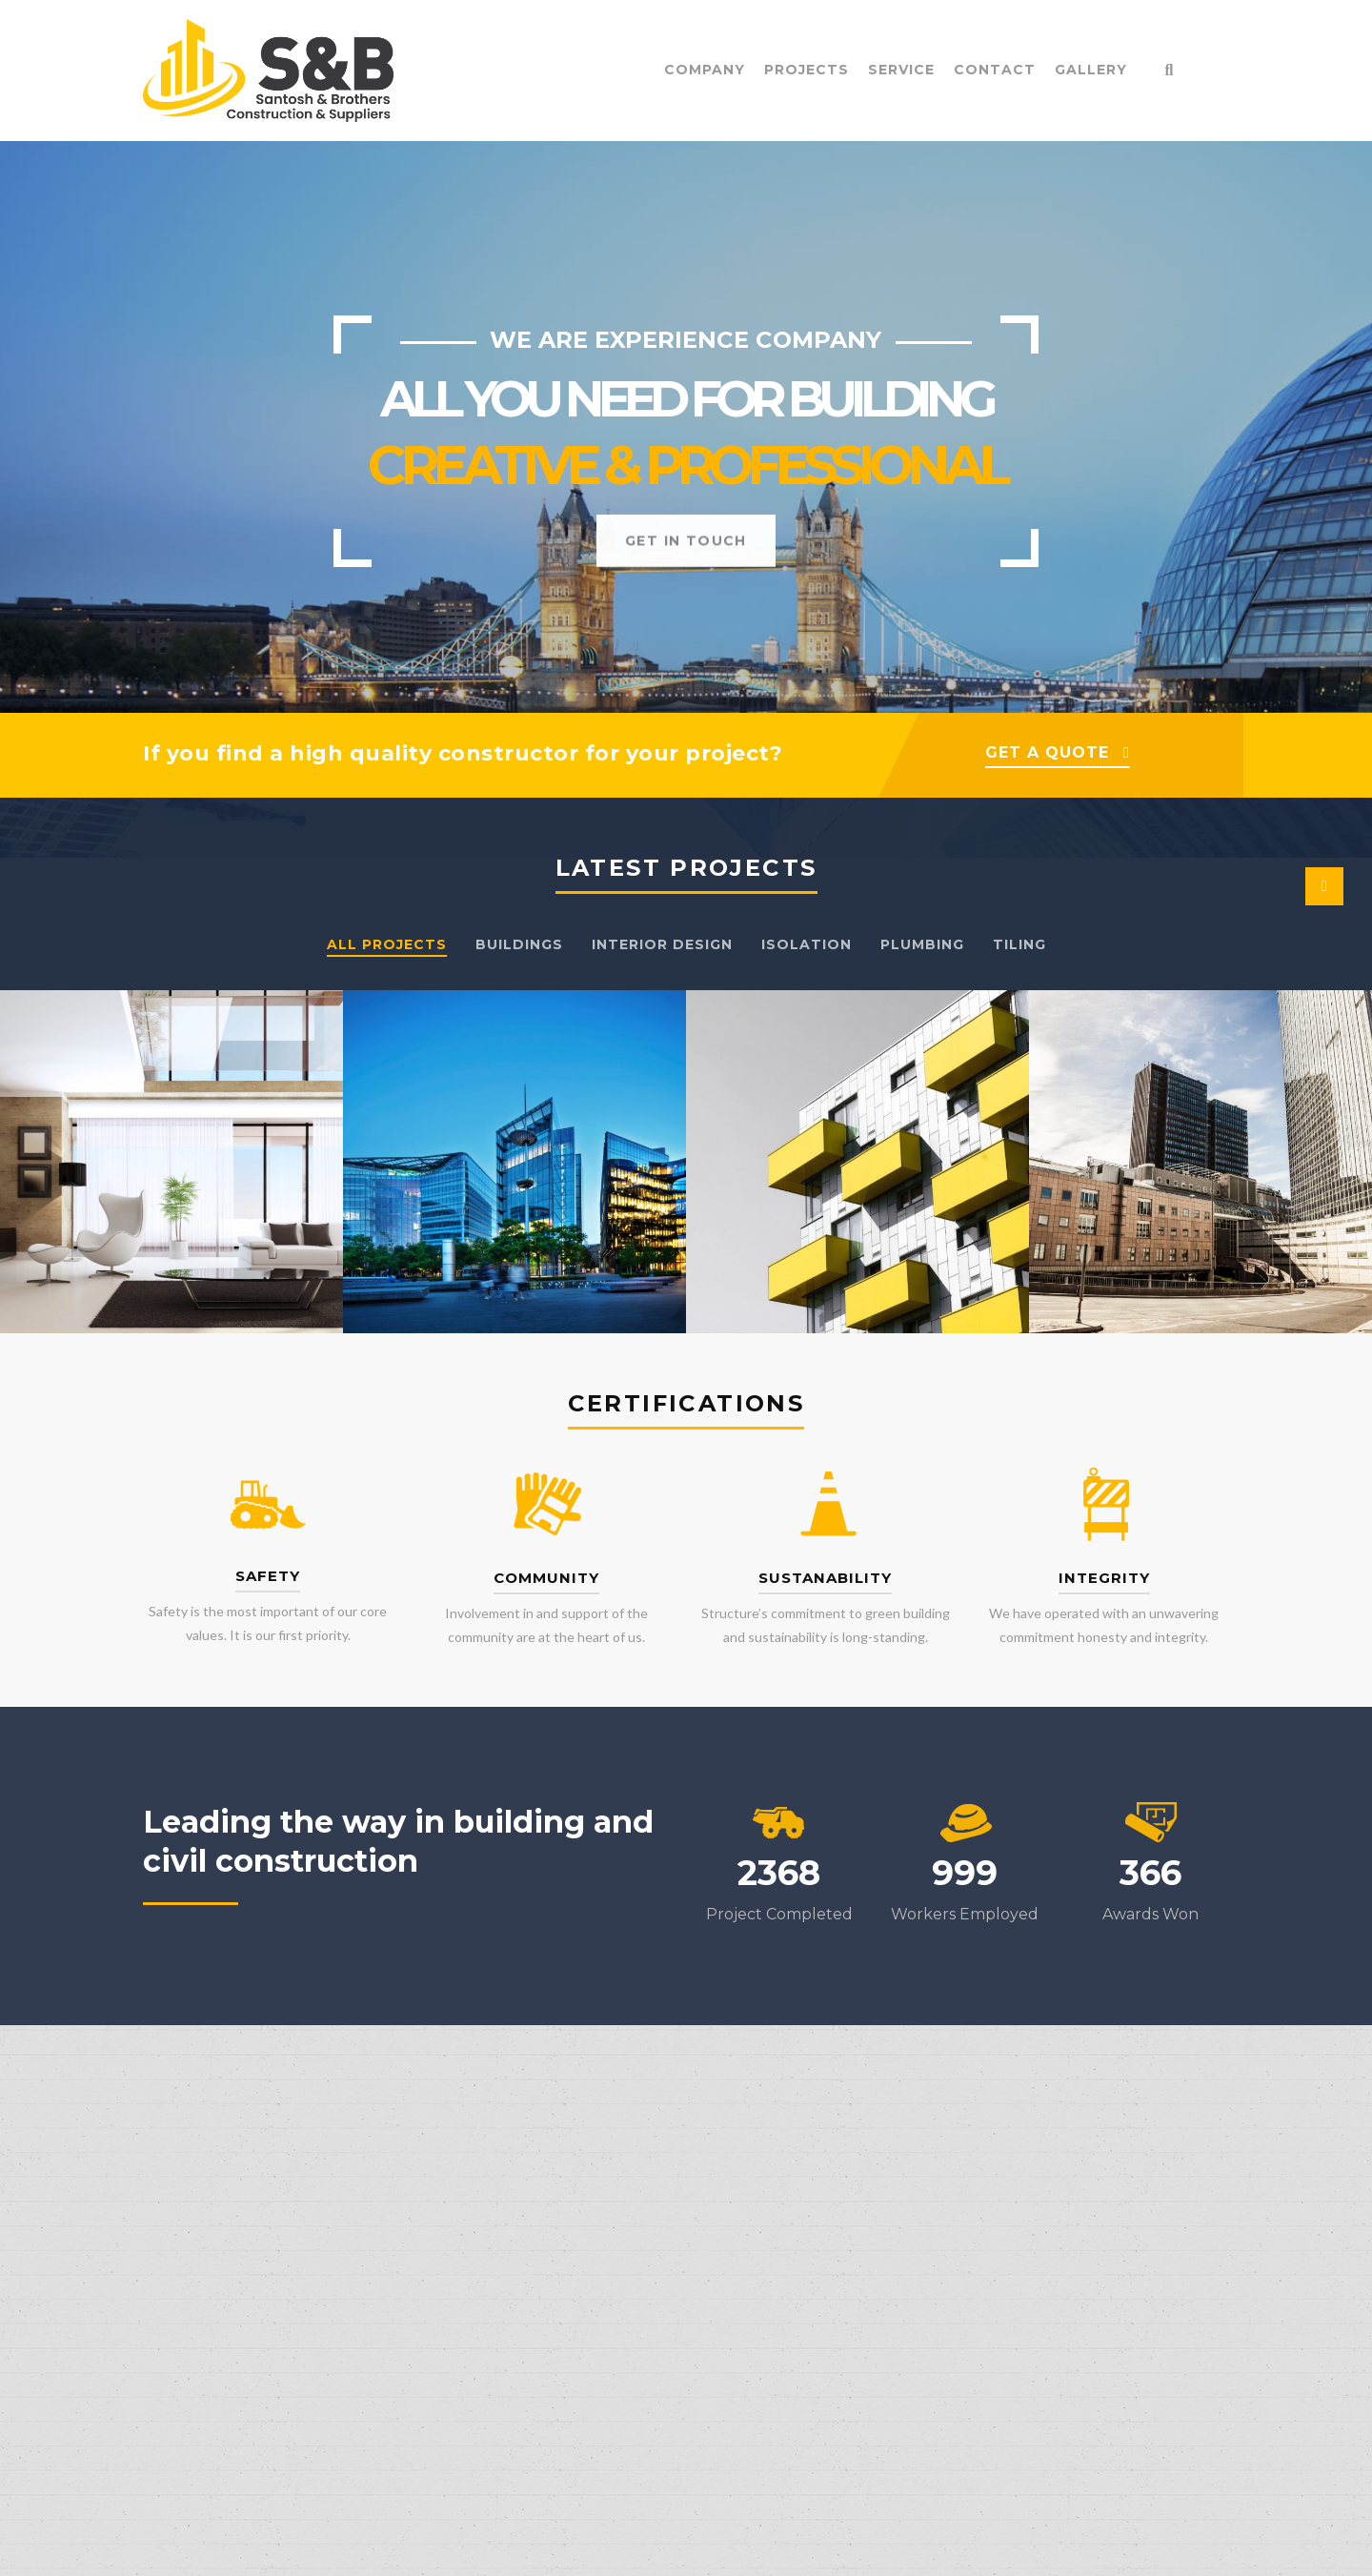 S&B
Santosh & Brothers
Construction & Suppliers
COMPANY PROJECTS SERVICE CONTACT GALLERY
WE ARE EXPERIENCE COMPANY
ALL YOU NEED FOR BUILDING
CREATIVE & PROFESSIONAL
GET IN TOUCH
If you find a high quality constructor for your project?
GET A QUOTE
LATEST PROJECTS
ALL PROJECTS BUILDINGS INTERIOR DESIGN ISOLATION PLUMBING TILING
CERTIFICATIONS
SAFETY
Safety is the most important of our core
values. It is our first priority.
COMMUNITY
Involvement in and support of the
community are at the heart of us.
SUSTANABILITY
Structure's commitment to green building
and sustainability is long-standing.
INTEGRITY
We have operated with an unwavering
commitment honesty and integrity.
Leading the way in building and
civil construction
2368
Project Completed
999
Workers Employed
366
Awards Won